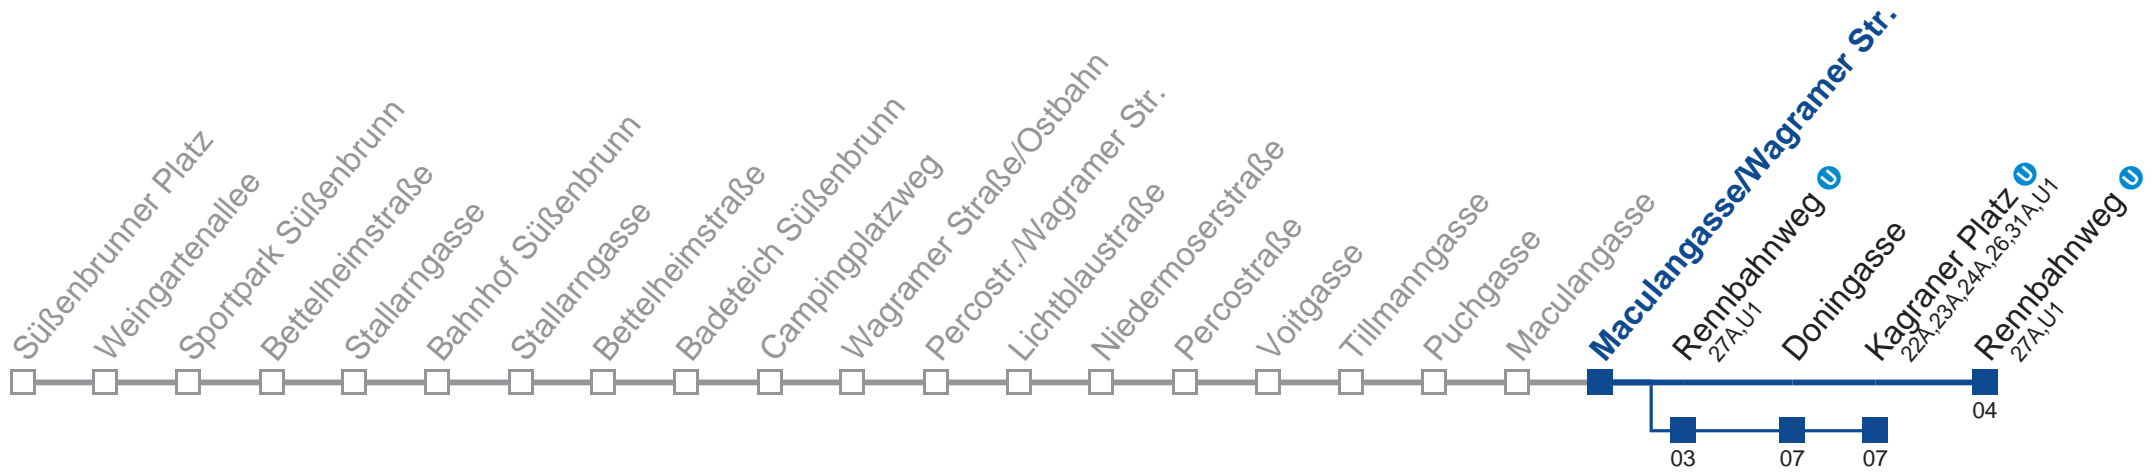 Süßenbrunner Platz
Weingartenallee
Sportpark Süßenbrunn
Bettelheimstraße
Stallarngasse
Bahnhof Süßenbrunn
Stallarngasse
Bettelheimstraße
Badeteich Süßenbrunn
Campingplatzweg
Wagramer Straße/Ostbahn
Percostr./Wagramer Str.
Lichtblaustraße
Niedermoserstraße
Percostraße
Voitgasse
Tillmanngasse
Puchgasse
Maculangasse
Maculangasse/Wagramer Str.
Rennbahnweg U
27A,U1
Doningasse
Kagraner Platz U
22A,23A,24A,26,31A,U1
Rennbahnweg U
27A,U1
04
03
07
07